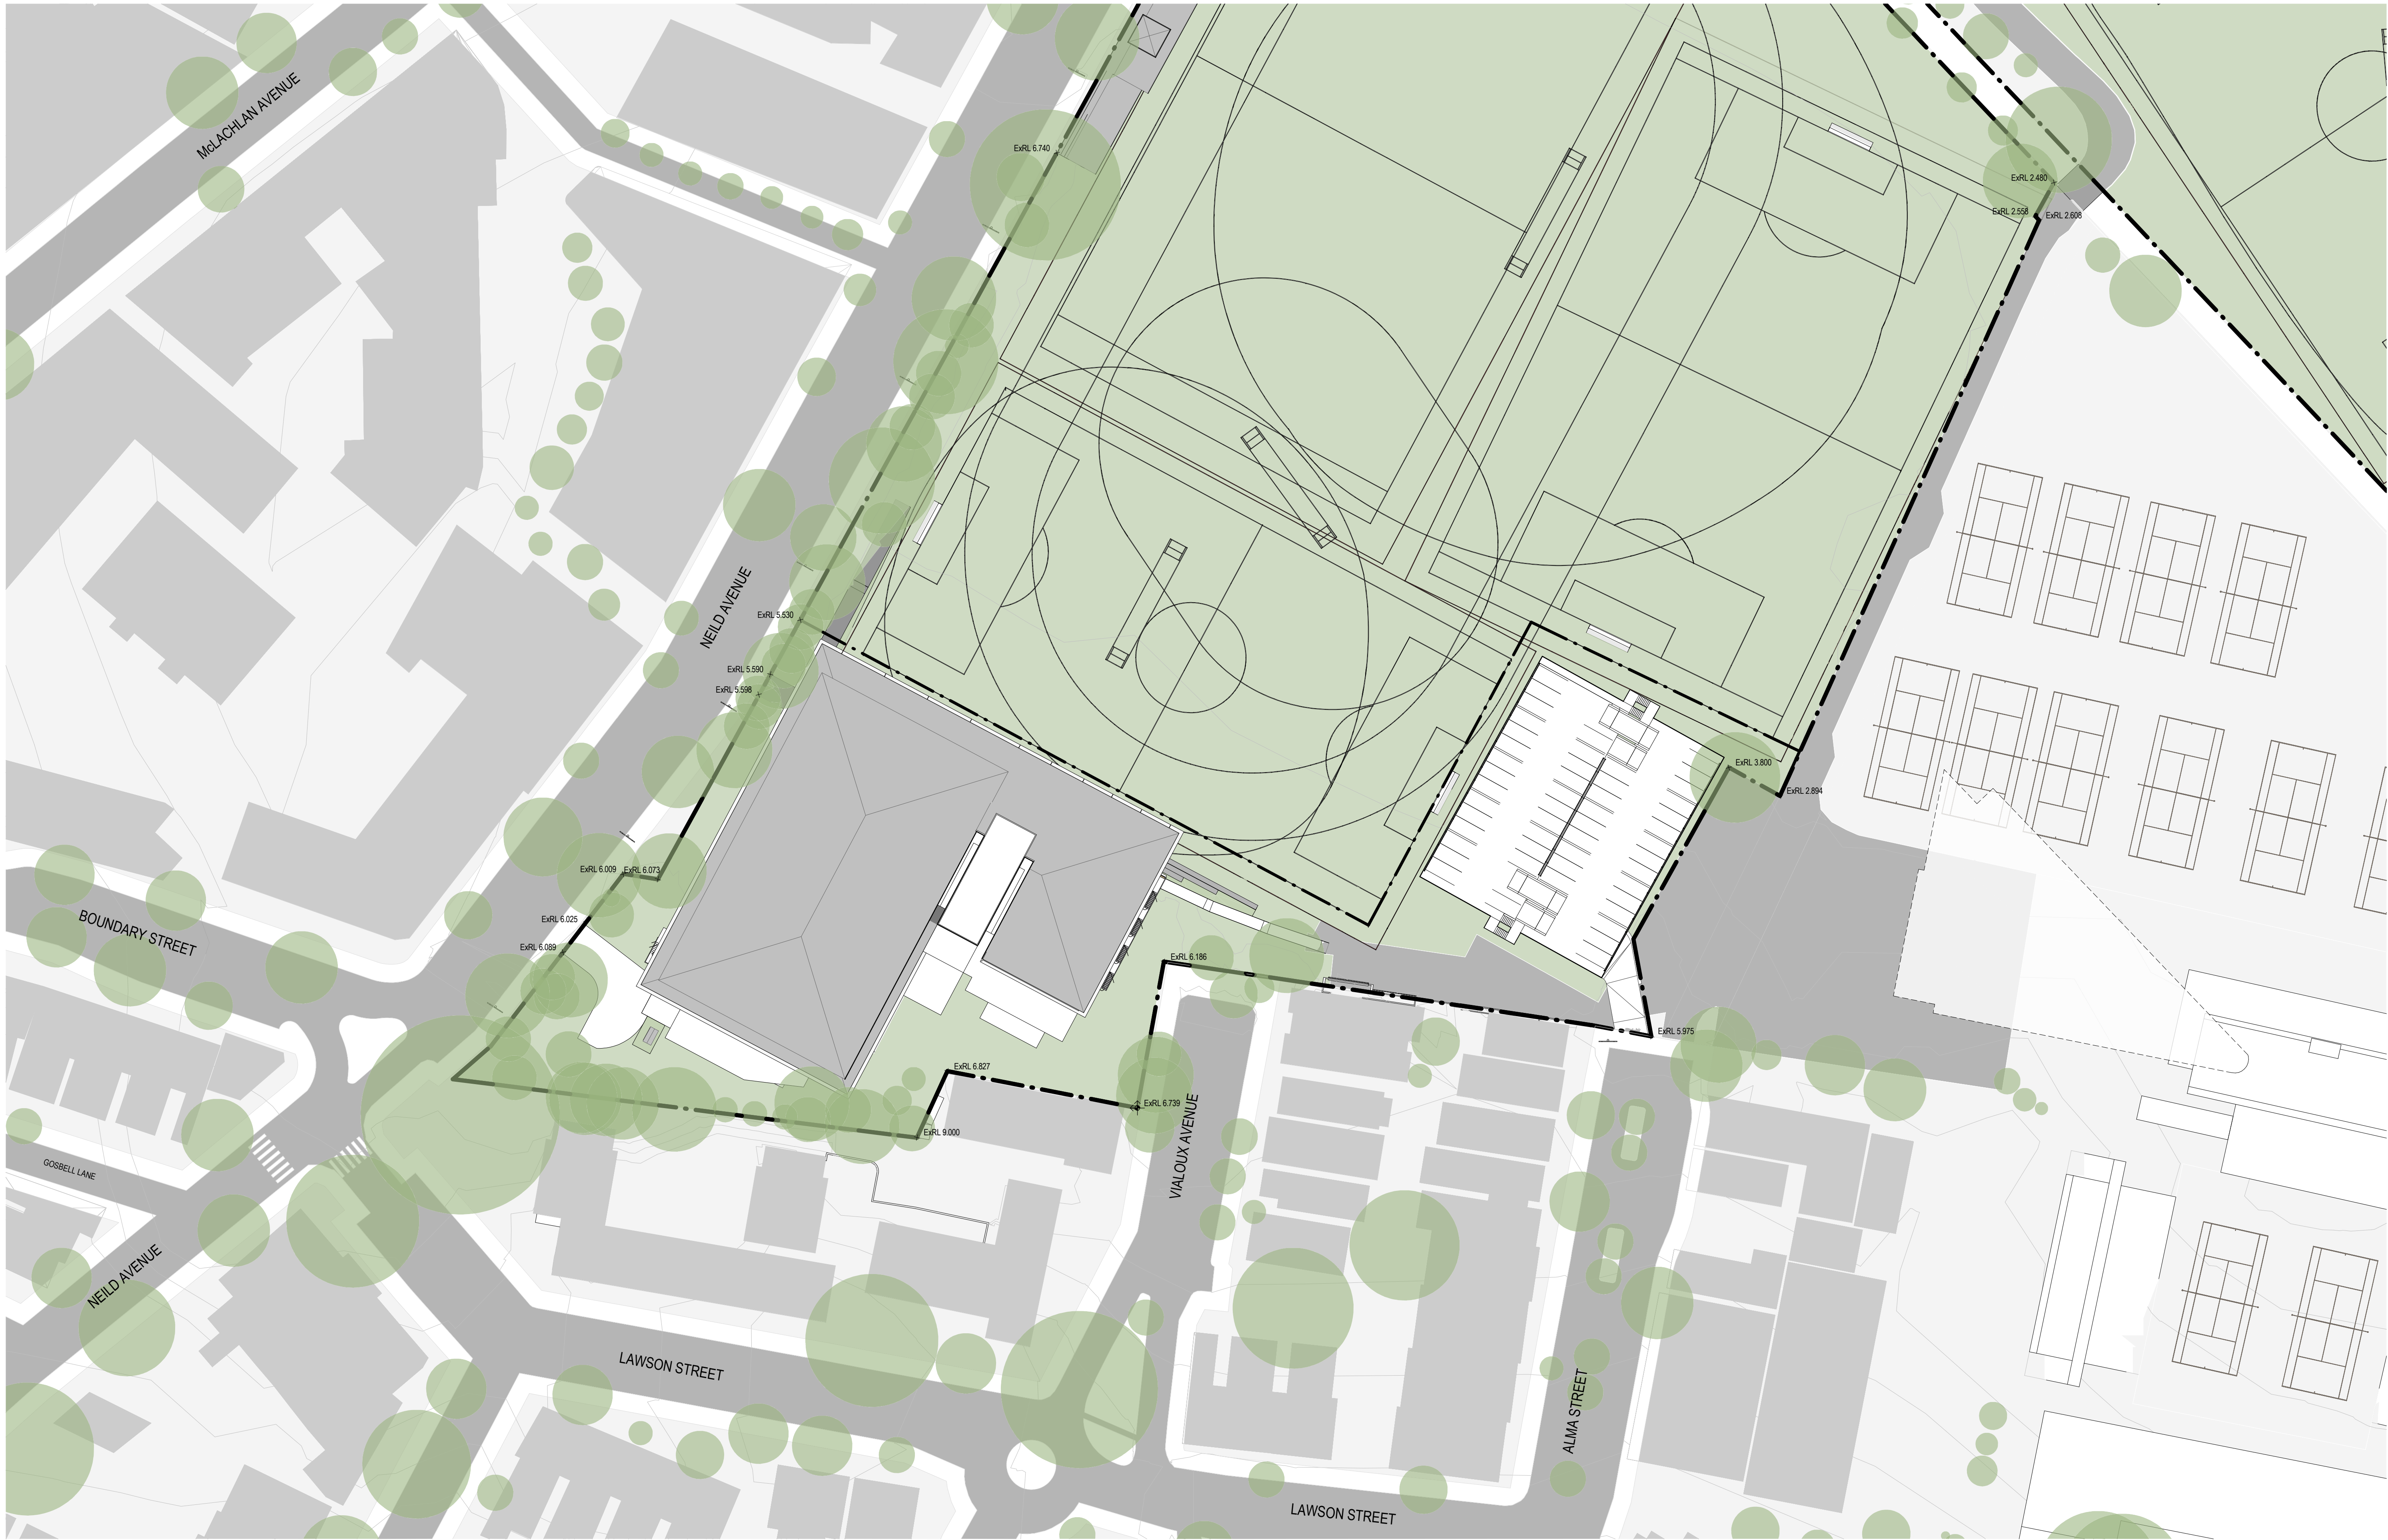 McLACHLAN AVENUE
ExRL 6.740
ExRL 2.480
ExRL 2.558
ExRL 2.608
NEILD AVENUE
ExRL 5.530
ExRL 5.590
ExRL 5.598
ExRL 3.800
ExRL 2.894
ExRL 6.009
ExRL 6.073
ExRL 6.025
BOUNDARY STREET
ExRL 6.089
ExRL 6.186
ExRL 5.975
ExRL 6.827
ExRL 6.739
ExRL 9.000
VIALOUX AVENUE
GOSBELL LANE
NEILD AVENUE
LAWSON STREET
ALMA STREET
LAWSON STREET